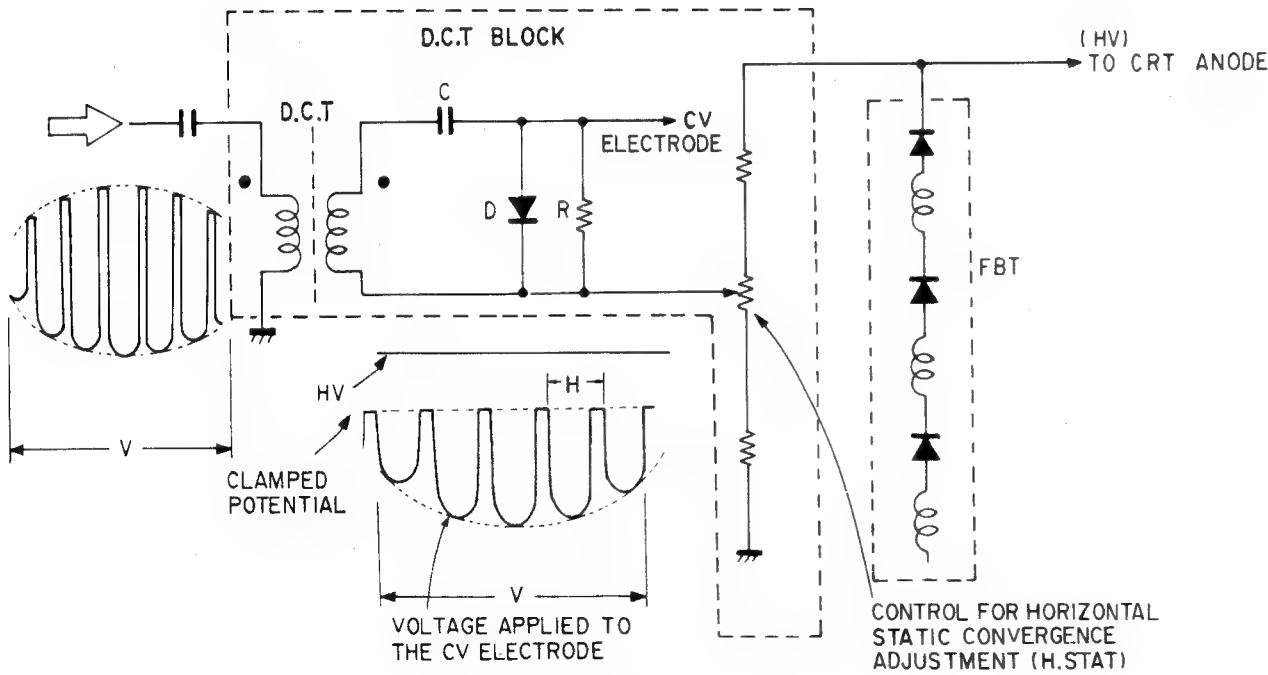 D.C.T BLOCK
(HV)
TO CRT ANODE
D.C.T
C
CV
ELECTRODE
D
R
FBT
HV
H
CLAMPED
POTENTIAL
V
V
VOLTAGE APPLIED TO
THE CV ELECTRODE
CONTROL FOR HORIZONTAL
STATIC CONVERGENCE
ADJUSTMENT (H.STAT)